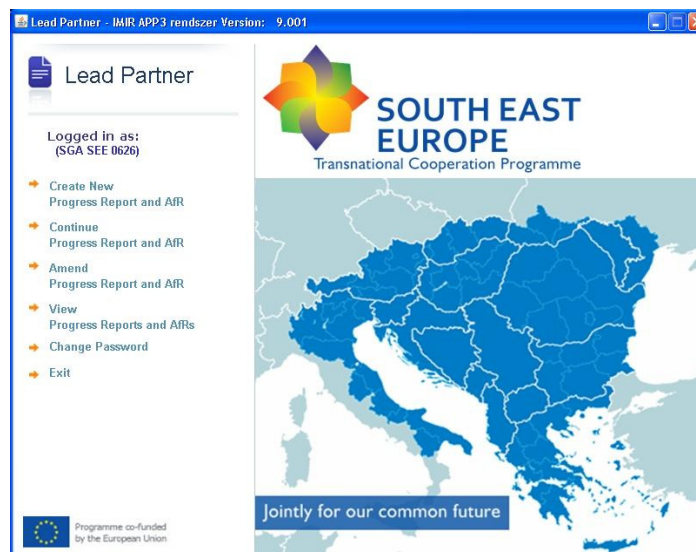 Lead Partner - IMIR APP3 rendszer Version: 9.001
Lead Partner
Logged in as:
(SGA SEE 0626)
Create New
Progress Report and AfR
Continue
Progress Report and AfR
Amend
Progress Report and AfR
View
Progress Reports and AfRs
Change Password
Exit
Programme co-funded
by the European Union
SOUTH EAST
EUROPE
Transnational Cooperation Programme
Jointly for our common future